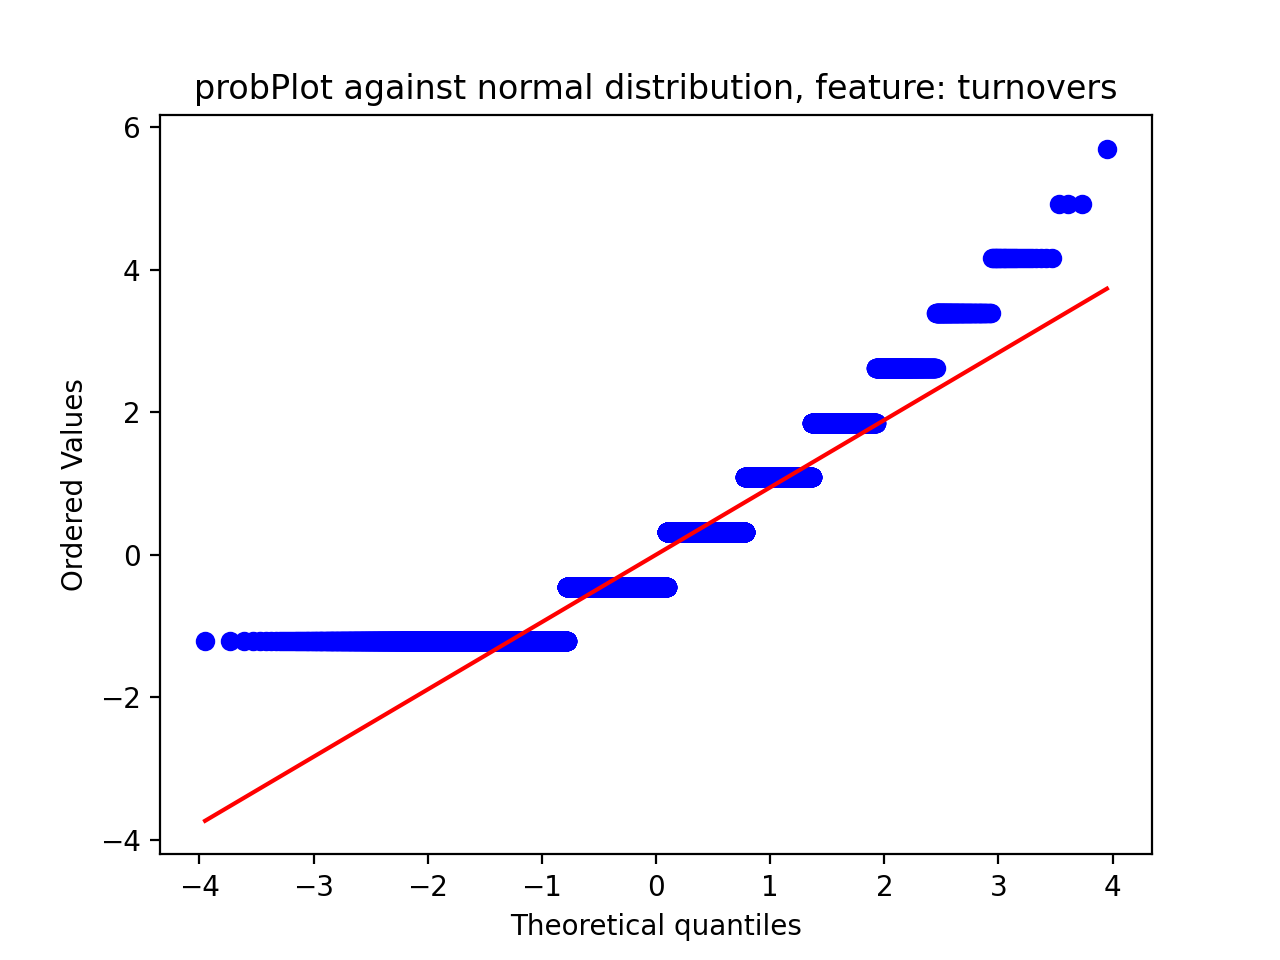 probPlot against normal distribution, feature: turnovers
6
4
2
0
−2
−4
Ordered Values
−4 −3 −2 −1 0 1 2 3 4
Theoretical quantiles